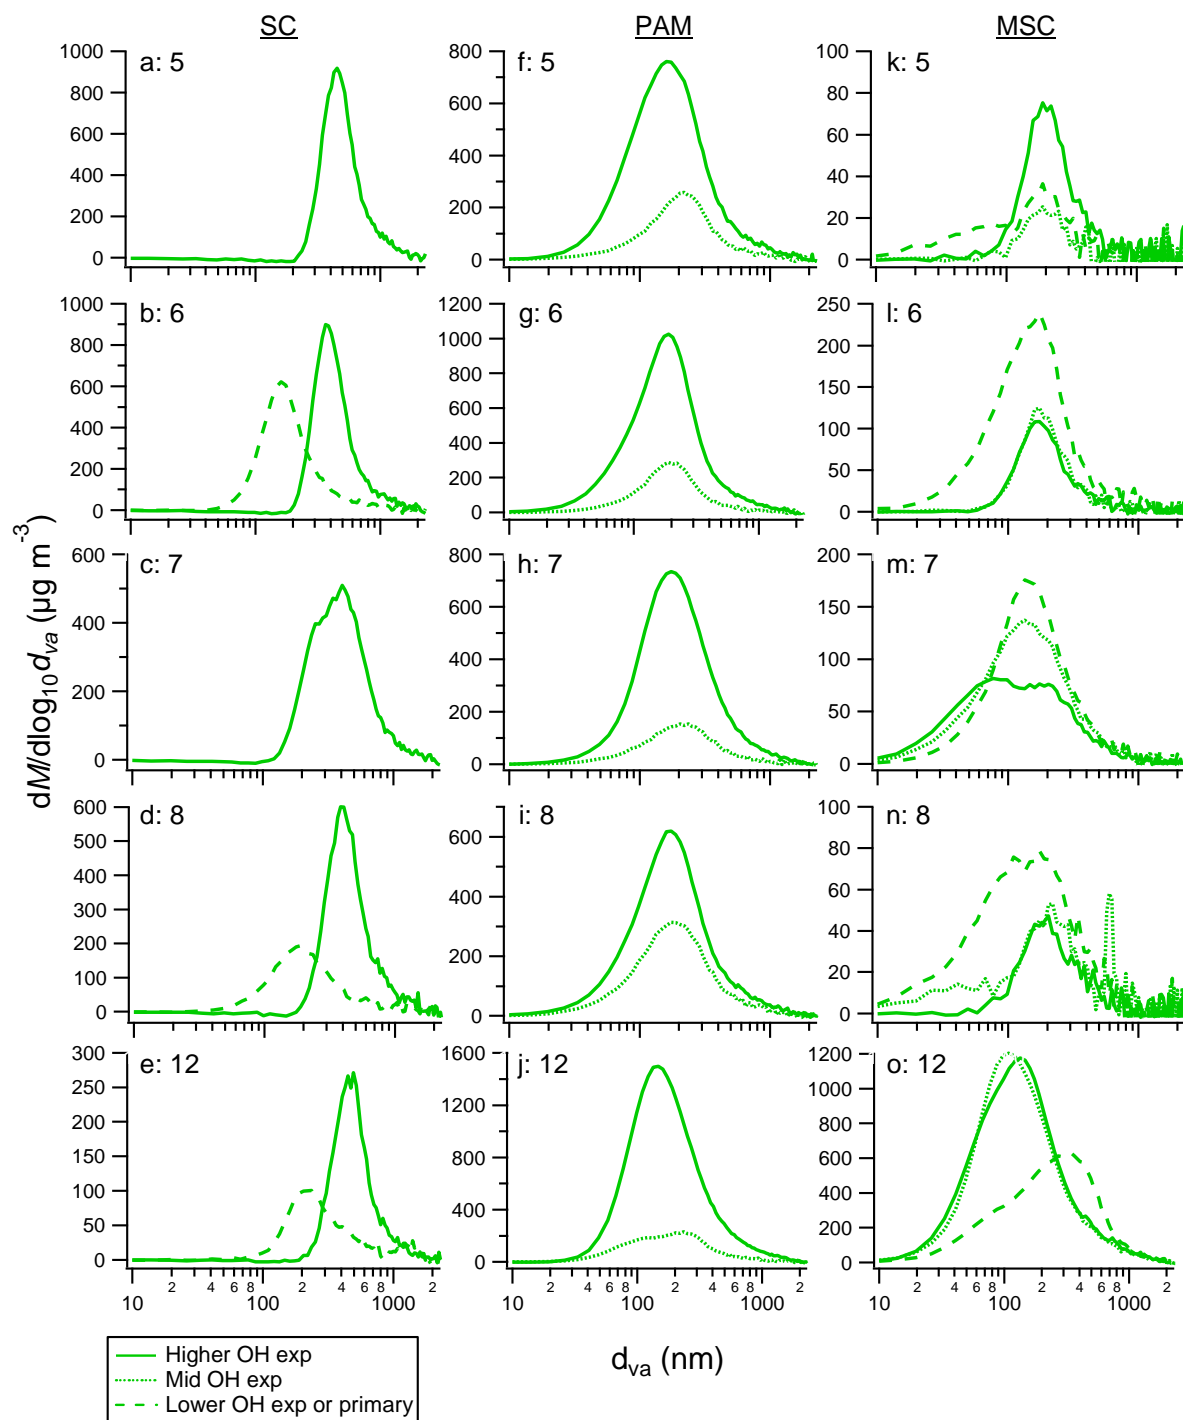 SC PAM MSC
a: 5 f: 5 k: 5
1000 800 600 400 200 0
800 600 400 200 0
100 80 60 40 20 0
b: 6 g: 6 l: 6
1000 800 600 400 200 0
1200 1000 800 600 400 200 0
250 200 150 100 50 0
c: 7 h: 7 m: 7
600 400 200 0
800 600 400 200 0
200 150 100 50 0
d: 8 i: 8 n: 8
600 500 400 300 200 100 0
600 400 200 0
100 80 60 40 20 0
e: 12 j: 12 o: 12
300 250 200 150 100 50 0
1600 1200 800 400 0
1200 1000 800 600 400 200 0
dM/dlog₁₀dva (µg m⁻³)
2 4 6 8 2 4 6 8 2
10 100 1000
2 4 6 8 2 4 6 8 2
10 100 1000
2 4 6 8 2 4 6 8 2
10 100 1000
dva (nm)
Higher OH exp
Mid OH exp
Lower OH exp or primary